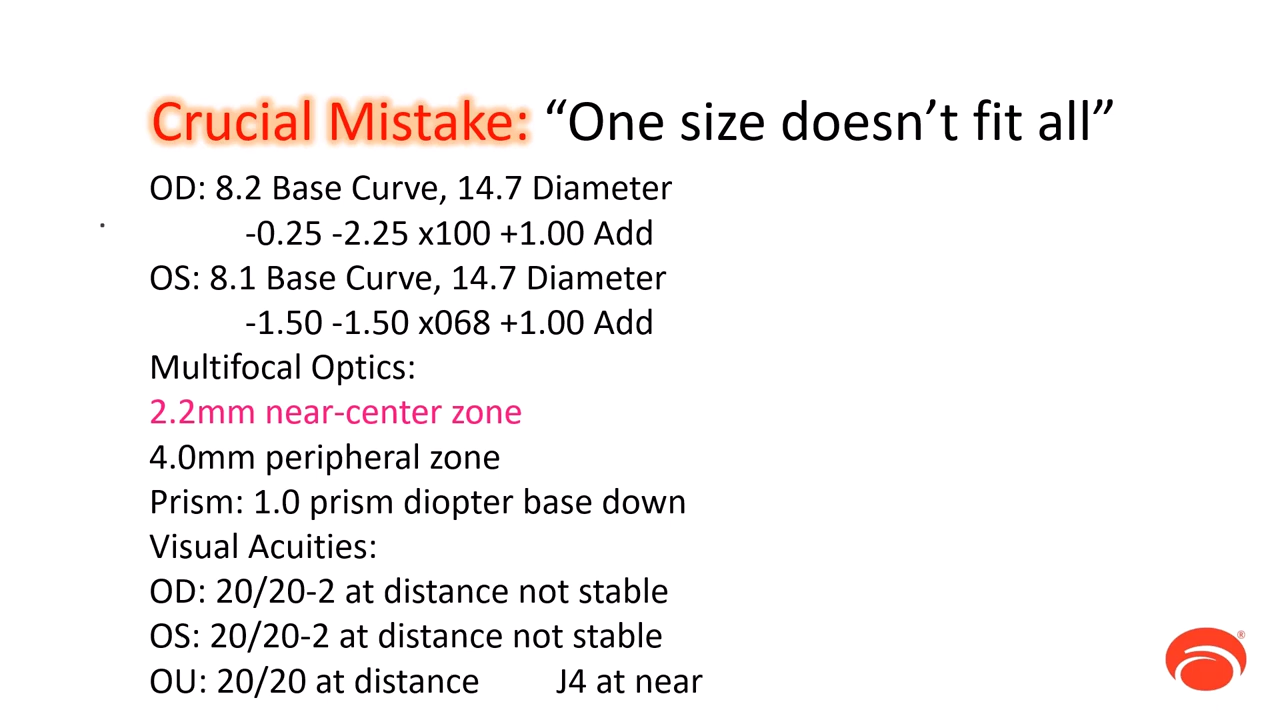 Crucial Mistake: “One size doesn’t fit all”
OD: 8.2 Base Curve, 14.7 Diameter
-0.25 -2.25 x100 +1.00 Add
OS: 8.1 Base Curve, 14.7 Diameter
-1.50 -1.50 x068 +1.00 Add
Multifocal Optics:
2.2mm near-center zone
4.0mm peripheral zone
Prism: 1.0 prism diopter base down
Visual Acuities:
OD: 20/20-2 at distance not stable
OS: 20/20-2 at distance not stable
OU: 20/20 at distance J4 at near
®